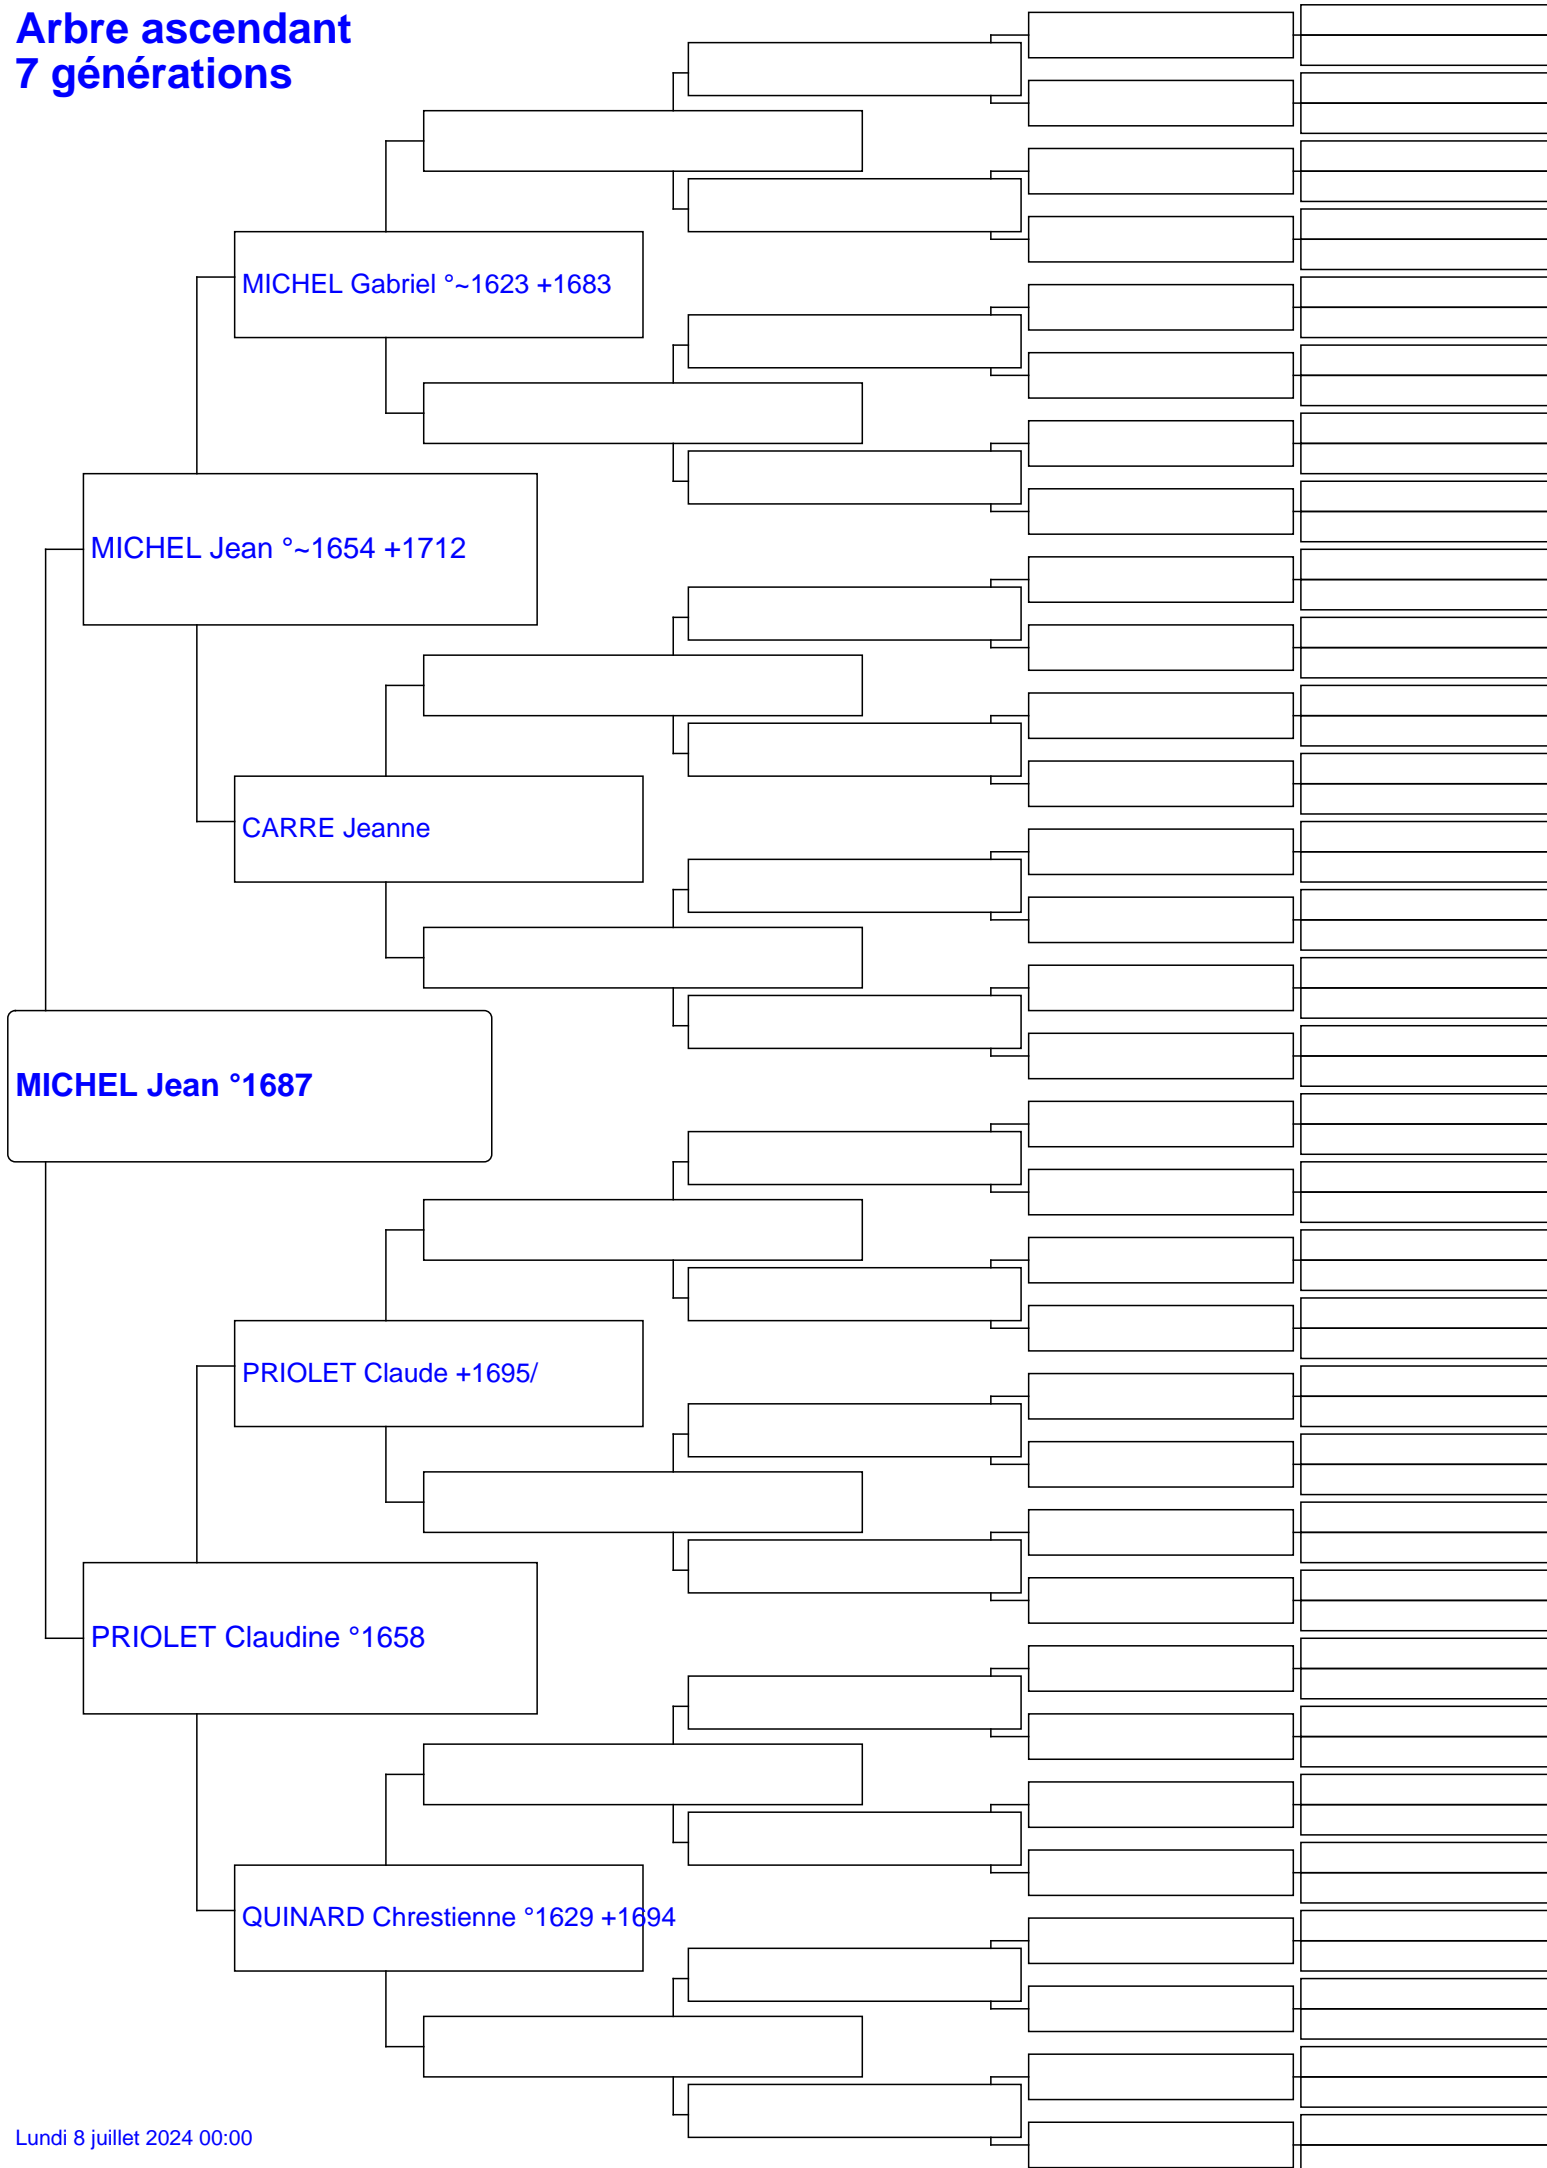 Arbre ascendant
7 générations
MICHEL Gabriel °~1623 +1683
MICHEL Jean °~1654 +1712
CARRE Jeanne
MICHEL Jean °1687
PRIOLET Claude +1695/
PRIOLET Claudine °1658
QUINARD Chrestienne °1629 +1694
Lundi 8 juillet 2024 00:00